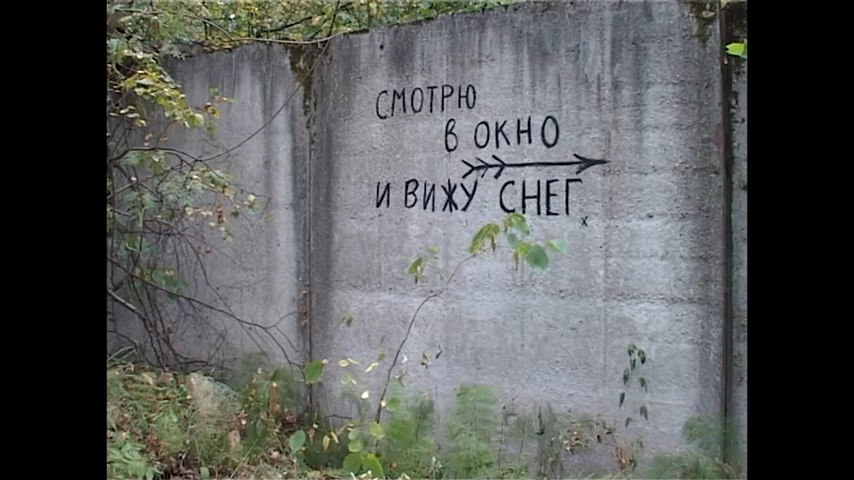 СМОТРЮ
В ОКНО
И ВИЖУ СНЕГ
х